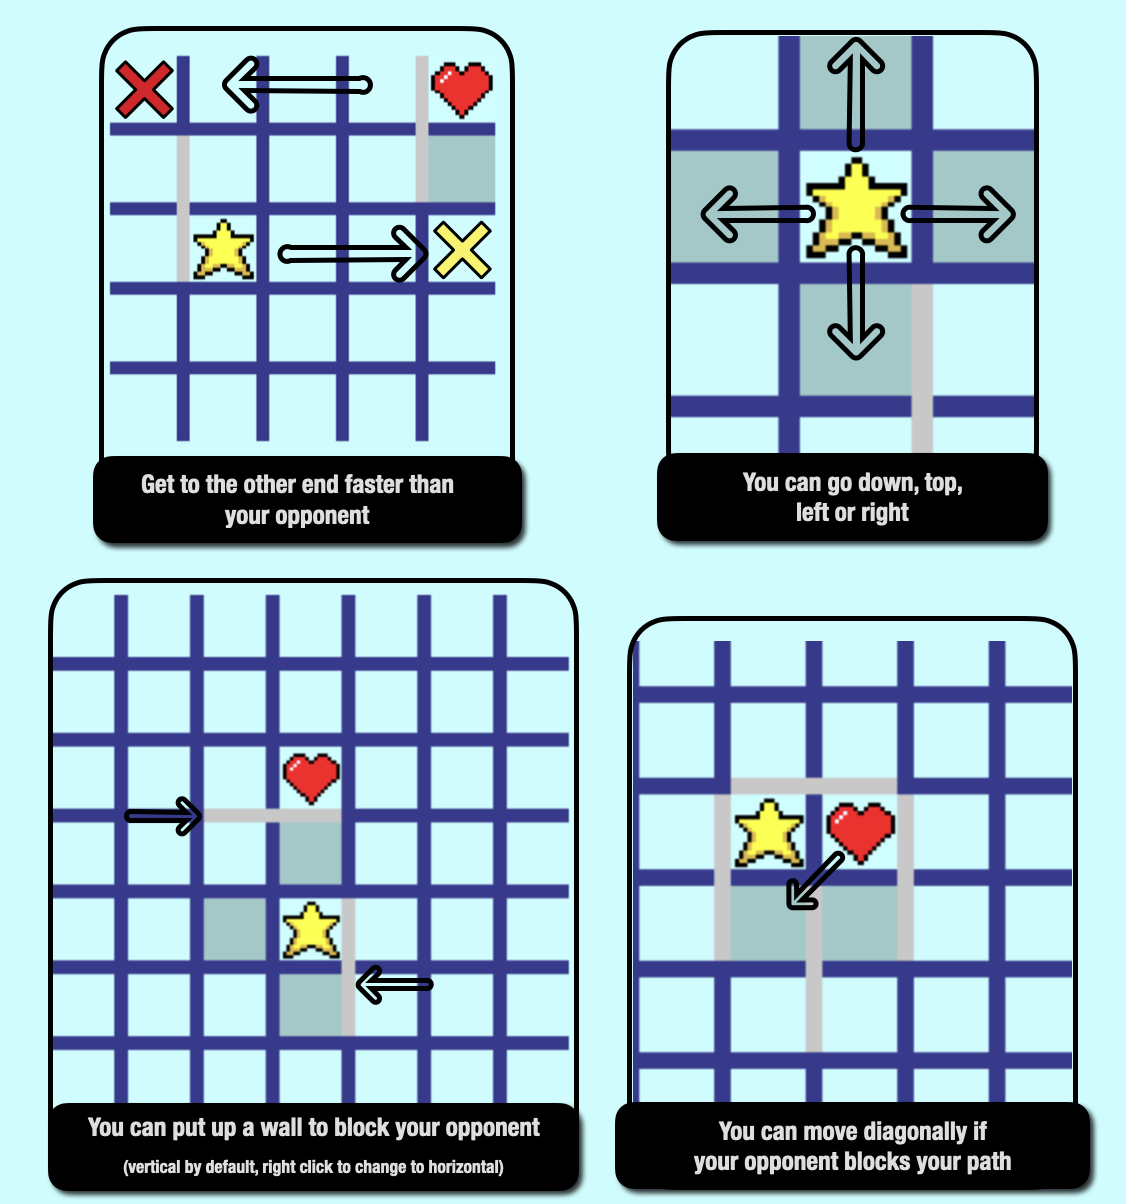 Get to the other end faster than
your opponent
You can go down, top,
left or right
You can put up a wall to block your opponent
(vertical by default, right click to change to horizontal)
You can move diagonally if
your opponent blocks your path